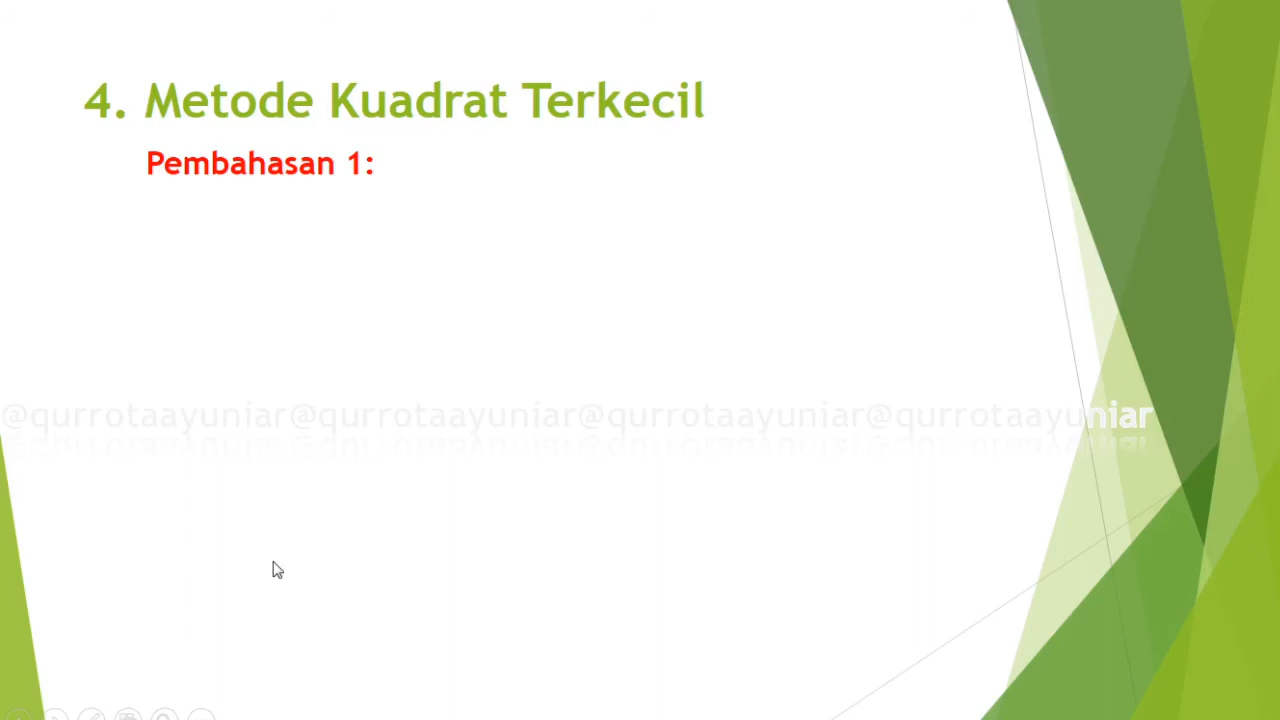 4. Metode Kuadrat Terkecil
Pembahasan 1:
@qurrotaayuniar@qurrotaayuniar@qurrotaayuniar@qurrotaayuniar